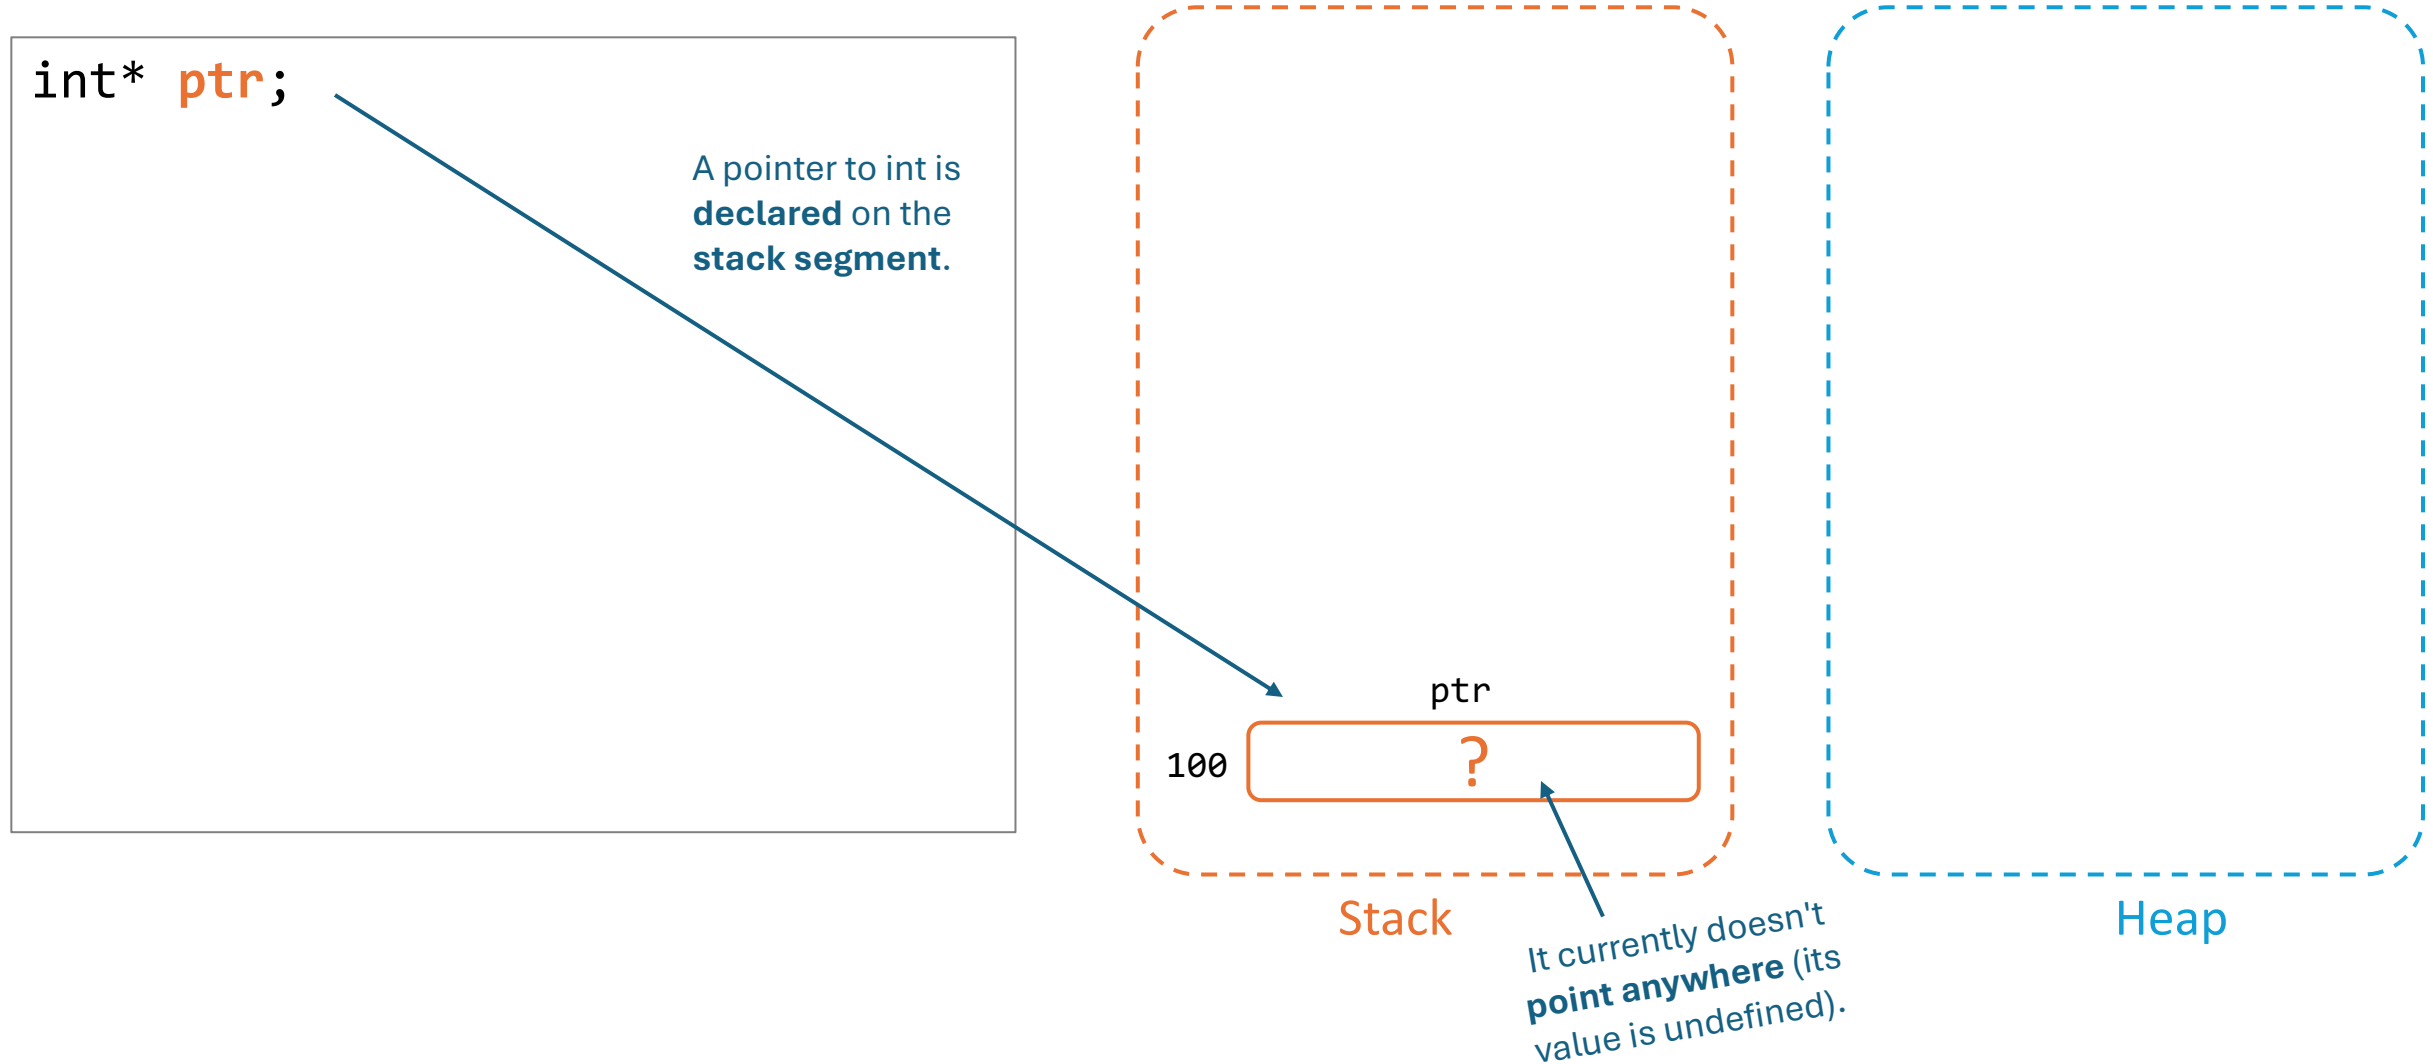 int* ptr;
A pointer to int is
declared on the
stack segment.
ptr
100
?
Stack
Heap
It currently doesn't
point anywhere (its
value is undefined).